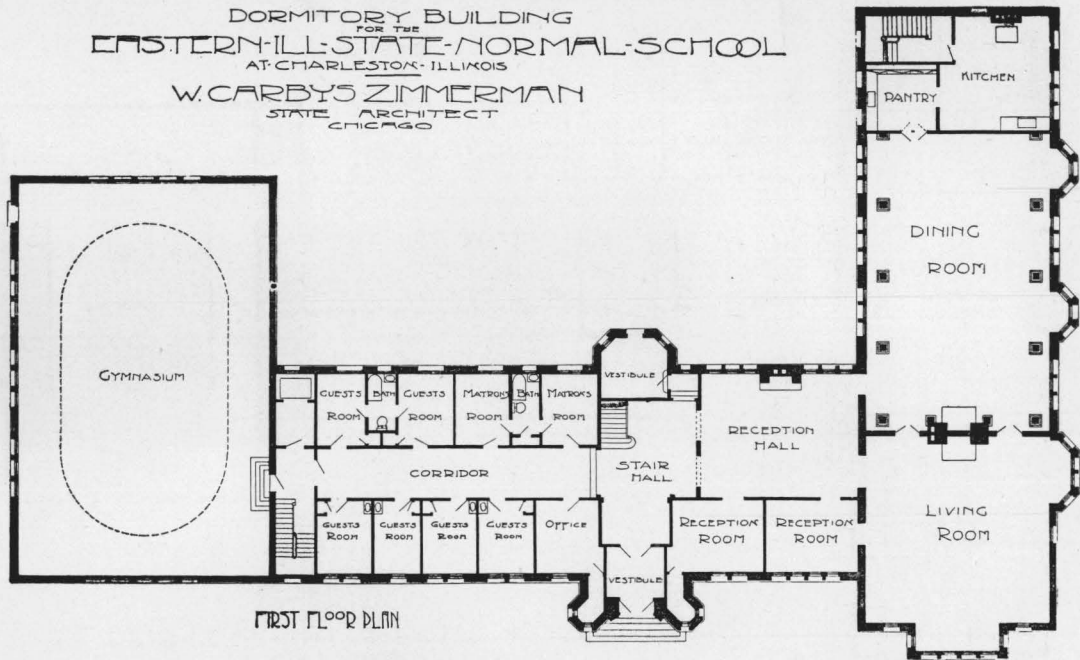 DORMITORY BUILDING
FOR THE
EASTERN-ILL-STATE-NORMAL-SCHOOL
AT-CHARLESTON-ILLINOIS
W. CARBYS ZIMMERMAN
STATE ARCHITECT
CHICAGO
KITCHEN
PANTRY
DINING
ROOM
GYMNASIUM
VESTIBULE
GUESTS
ROOM
BATH
GUESTS
ROOM
MATRONS
ROOM
BATH
MATRONS
ROOM
RECEPTION
HALL
CORRIDOR
STAIR
HALL
LIVING
ROOM
GUESTS
ROOM
GUESTS
ROOM
GUESTS
ROOM
GUESTS
ROOM
OFFICE
RECEPTION
ROOM
RECEPTION
ROOM
VESTIBULE
FIRST FLOOR PLAN